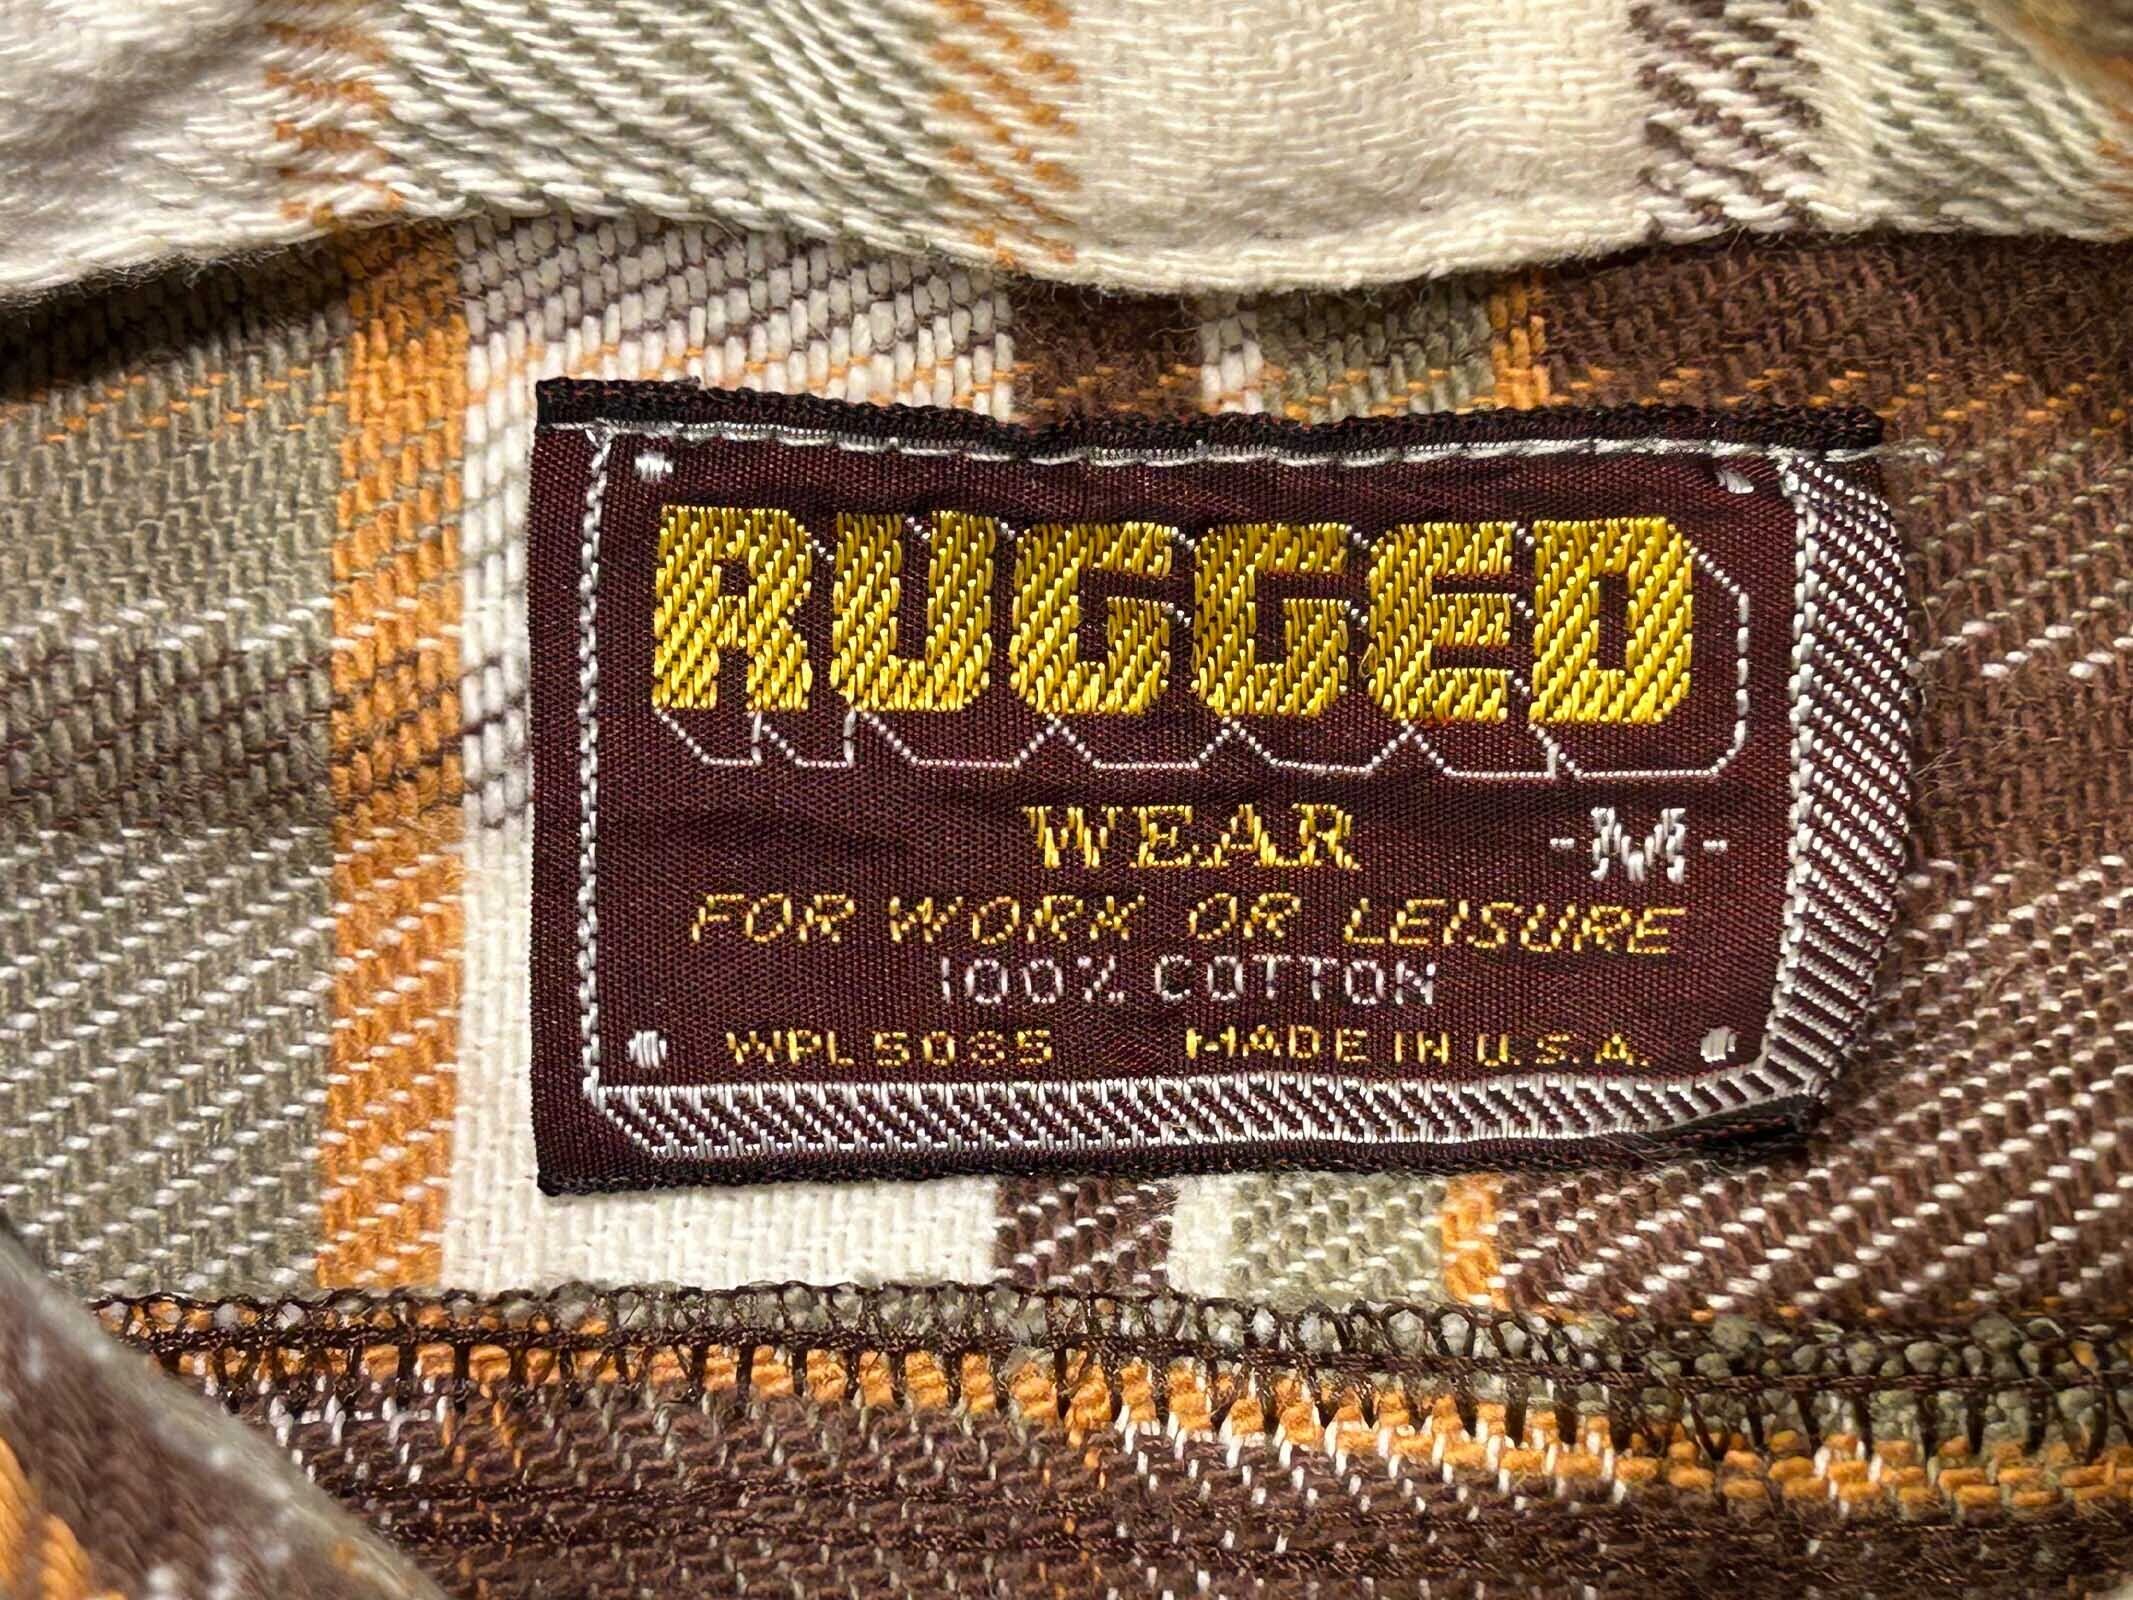 RUGGED
WEAR -M-
FOR WORK OR LEISURE
100% COTTON
WPL5035 MADE IN U.S.A.